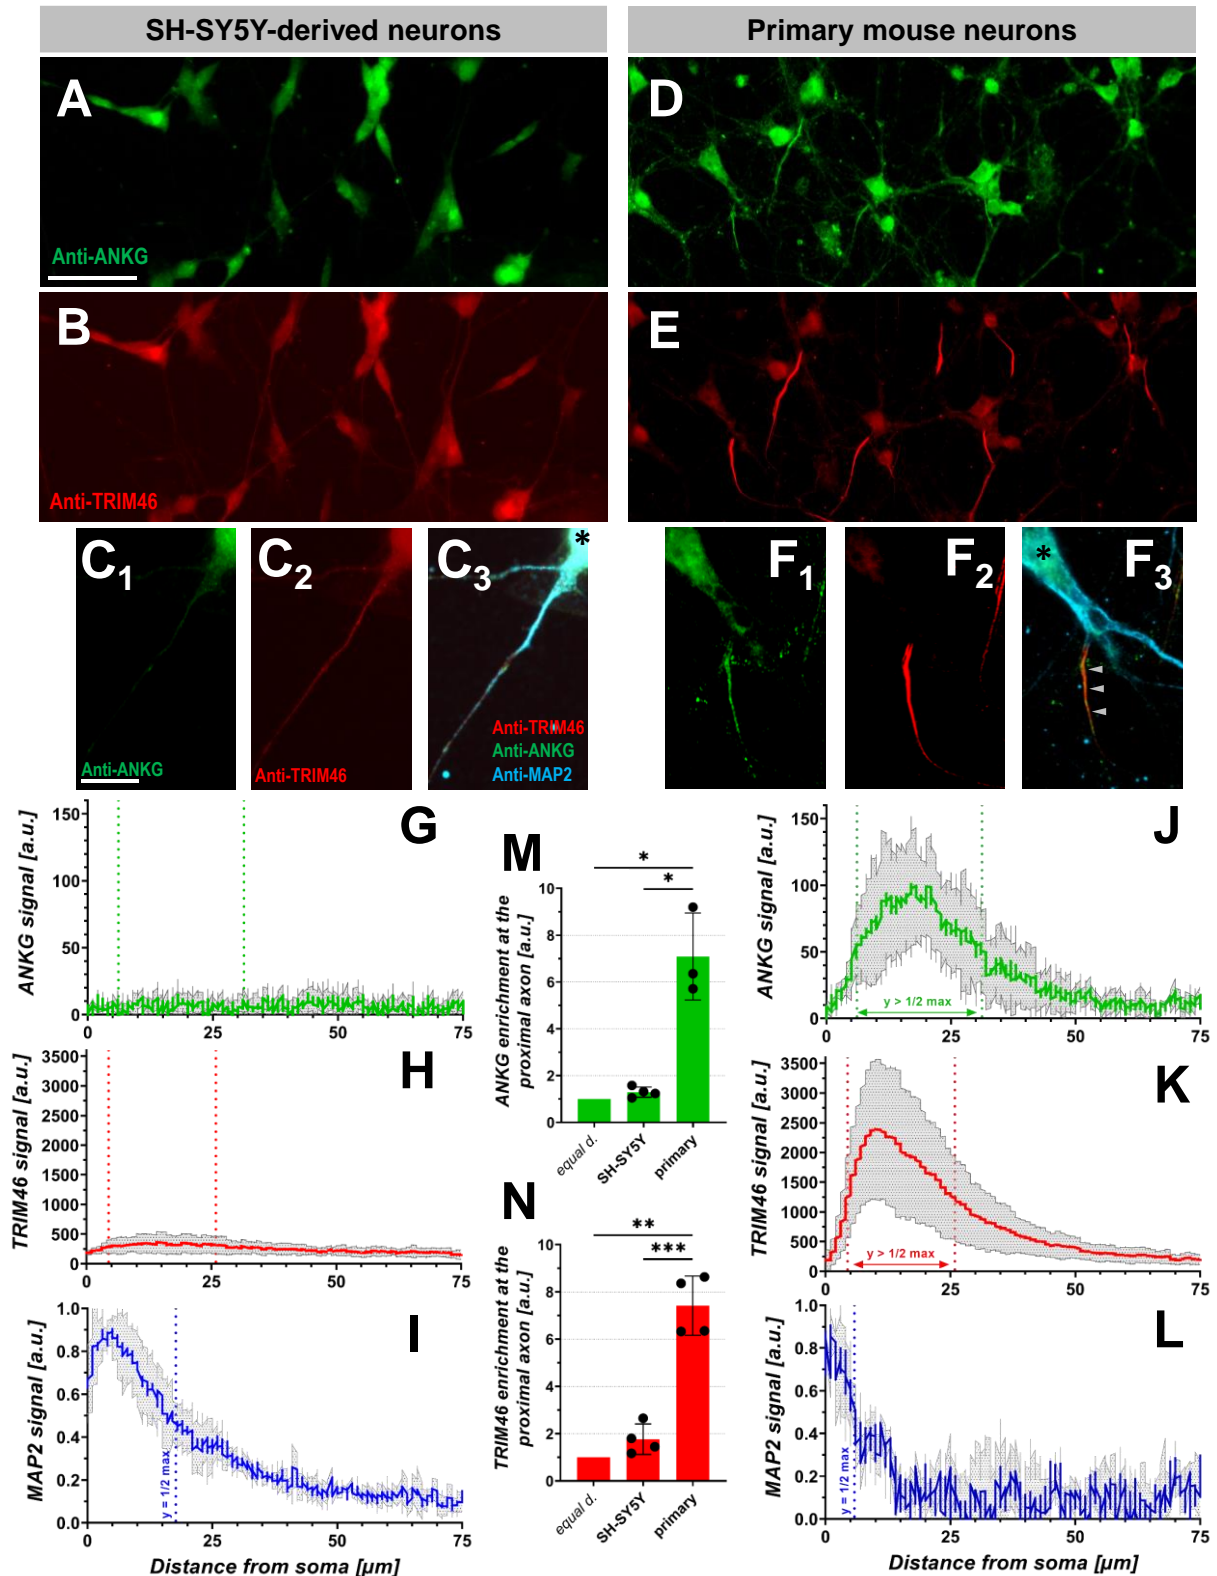 SH-SY5Y-derived neurons
Primary mouse neurons
A
Anti-ANKG
D
B
Anti-TRIM46
E
C1
Anti-ANKG
C2
Anti-TRIM46
C3
*
Anti-TRIM46
Anti-ANKG
Anti-MAP2
F1
F2
F3
*
G
ANKG signal [a.u.]
150
100
50
0
0 25 50 75
H
TRIM46 signal [a.u.]
3500
3000
2500
2000
1500
1000
500
0
0 25 50 75
I
MAP2 signal [a.u.]
1.0
0.8
0.6
0.4
0.2
0.0
y = 1/2 max
0 25 50 75
Distance from soma [µm]
M
ANKG enrichment at the
proximal axon [a.u.]
10
8
6
4
2
0
*
*
equal d.
SH-SY5Y
primary
N
TRIM46 enrichment at the
proximal axon [a.u.]
10
8
6
4
2
0
**
***
equal d.
SH-SY5Y
primary
J
ANKG signal [a.u.]
150
100
50
0
y > 1/2 max
0 25 50 75
K
TRIM46 signal [a.u.]
3500
3000
2500
2000
1500
1000
500
0
y > 1/2 max
0 25 50 75
L
MAP2 signal [a.u.]
1.0
0.8
0.6
0.4
0.2
0.0
y = 1/2 max
0 25 50 75
Distance from soma [µm]